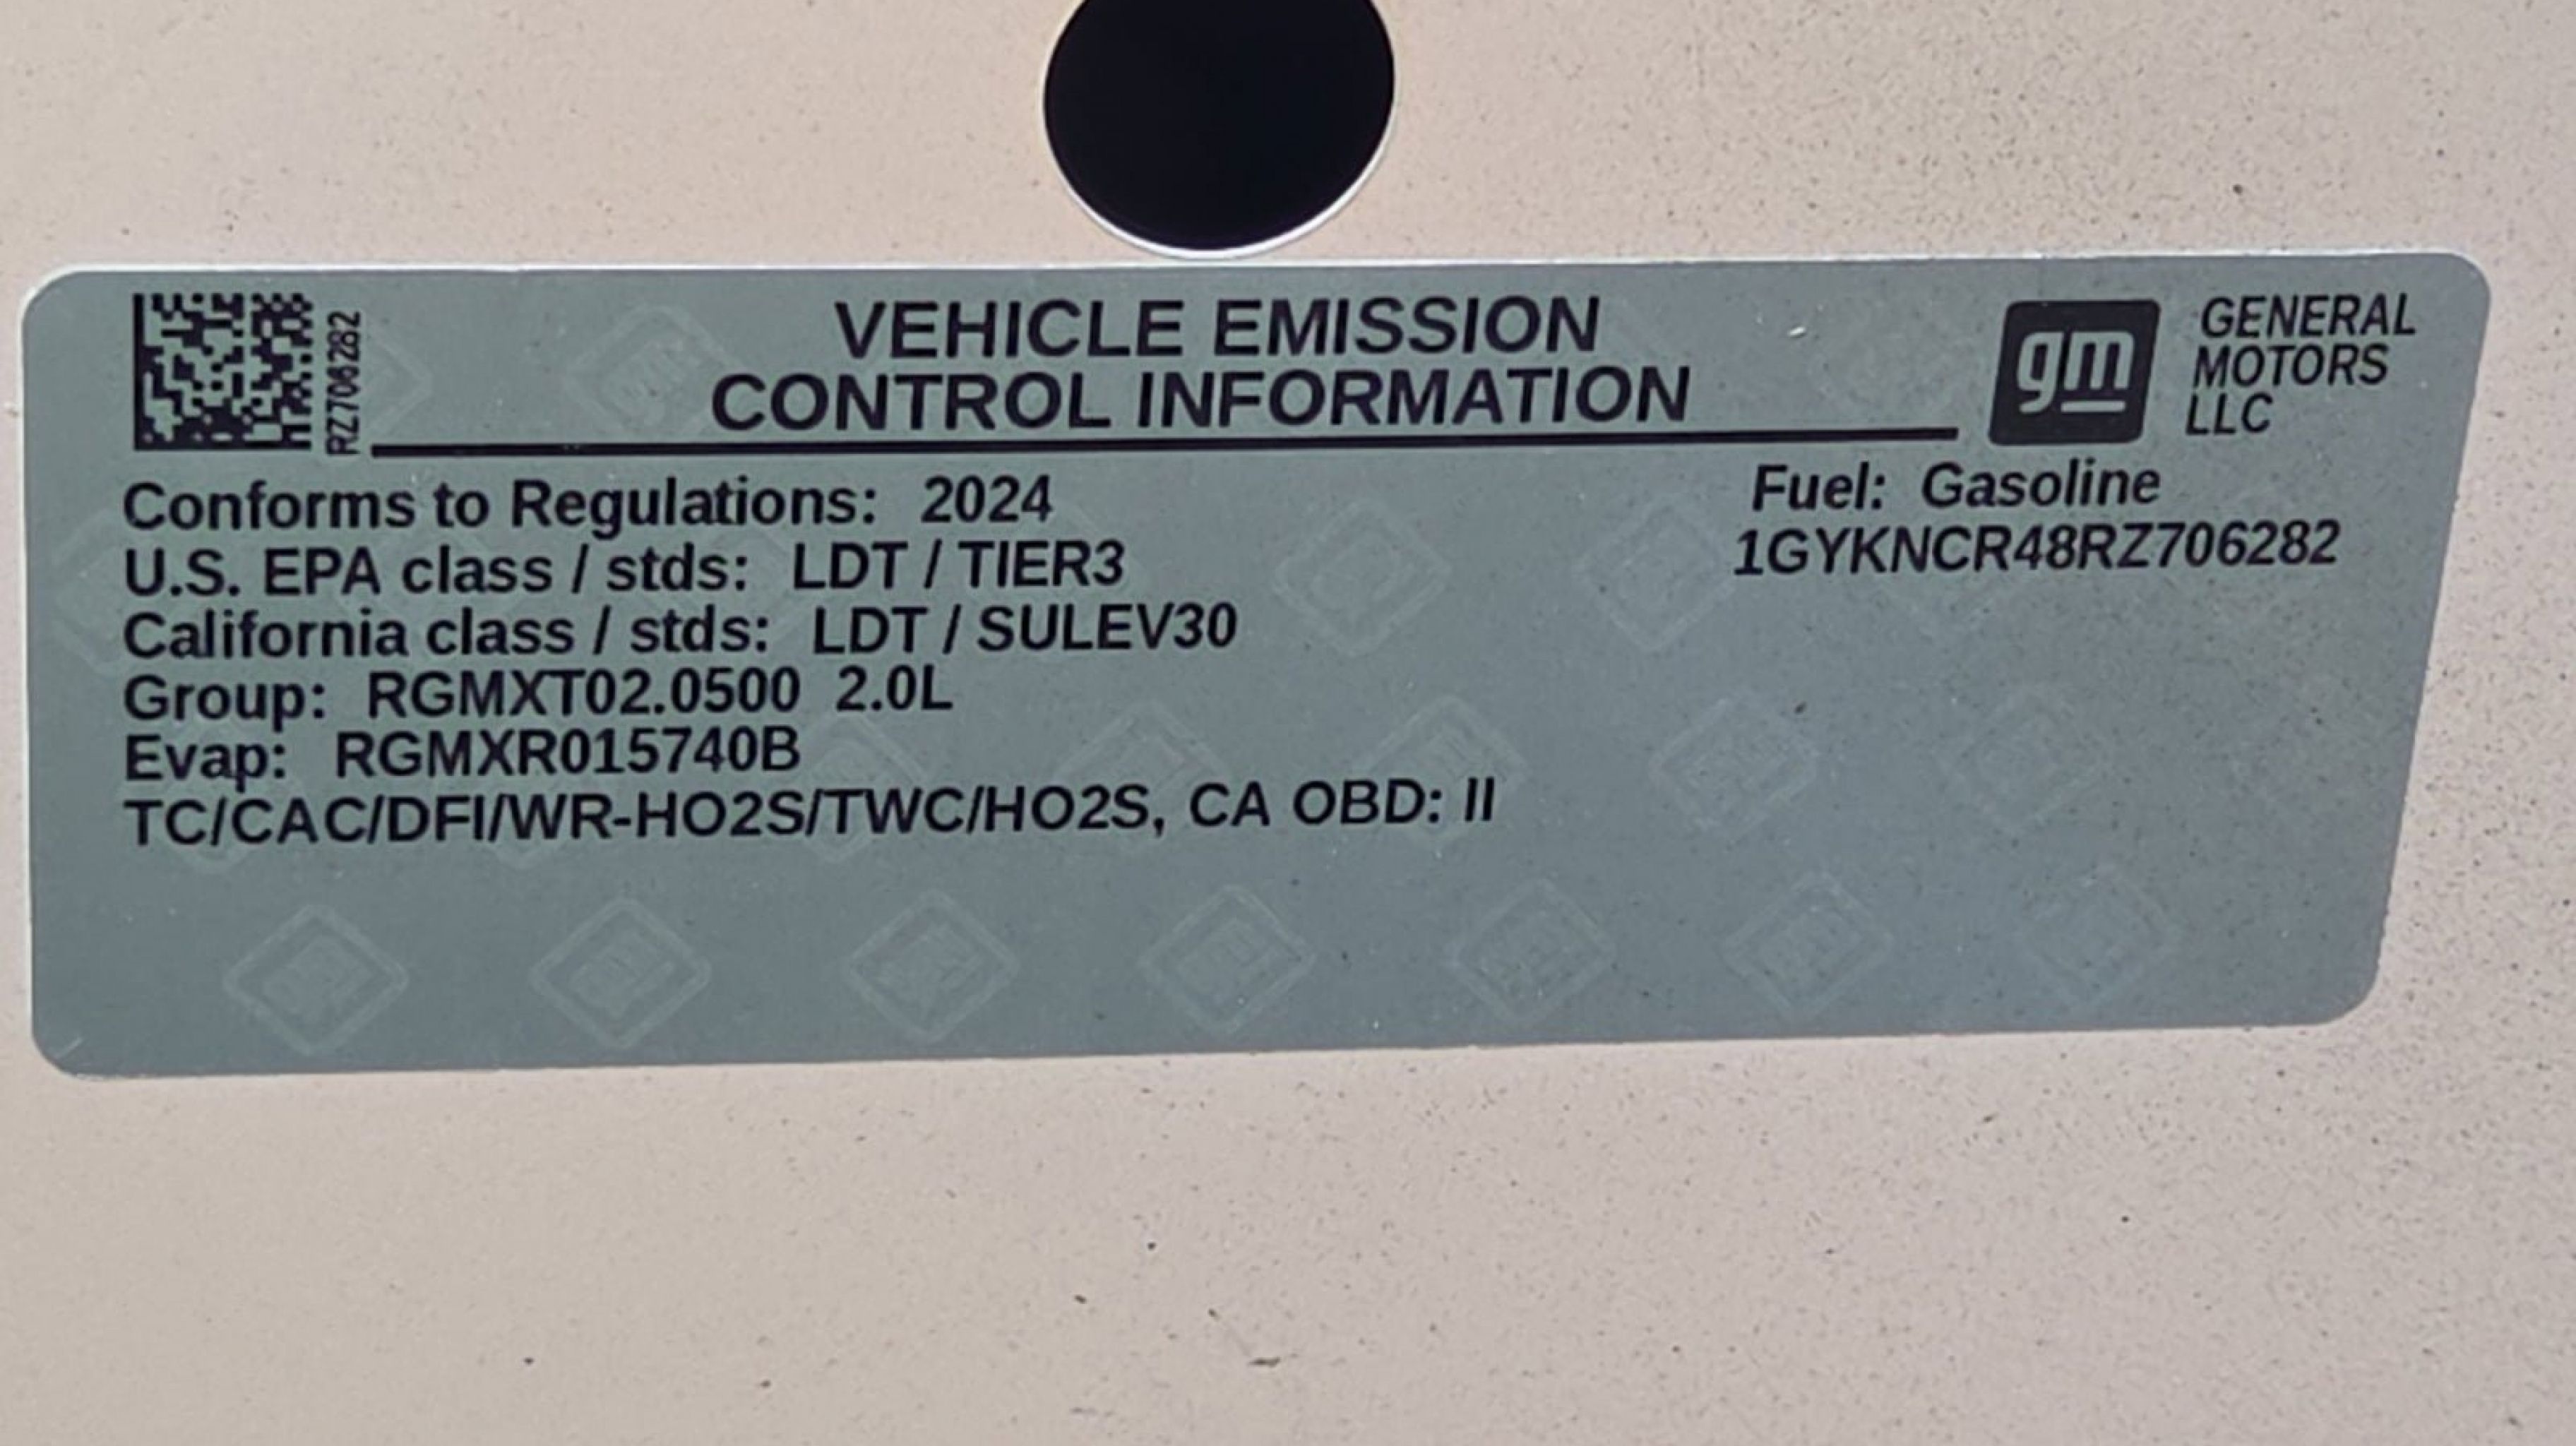 RZ706282
VEHICLE EMISSION
CONTROL INFORMATION
gm
GENERAL
MOTORS
LLC
Conforms to Regulations: 2024
U.S. EPA class / stds: LDT / TIER3
California class / stds: LDT / SULEV30
Group: RGMXT02.0500 2.0L
Evap: RGMXR015740B
TC/CAC/DFI/WR-HO2S/TWC/HO2S, CA OBD: II
Fuel: Gasoline
1GYKNCR48RZ706282